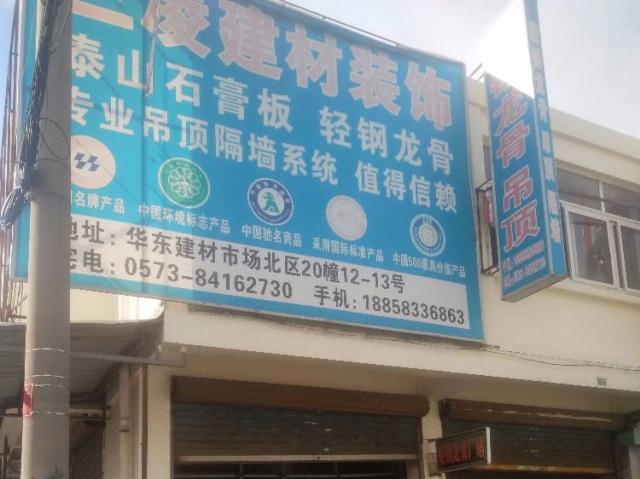 凌建材装饰
泰山石膏板 轻钢龙骨
专业吊顶隔墙系统 值得信赖
名牌产品 中国环境标志产品 中国驰名商品 采用国际标准产品 中国500最具价值产品
地址: 华东建材市场北区20幢12-13号
宅电: 0573-84162730 手机: 18858336863
龙骨吊顶